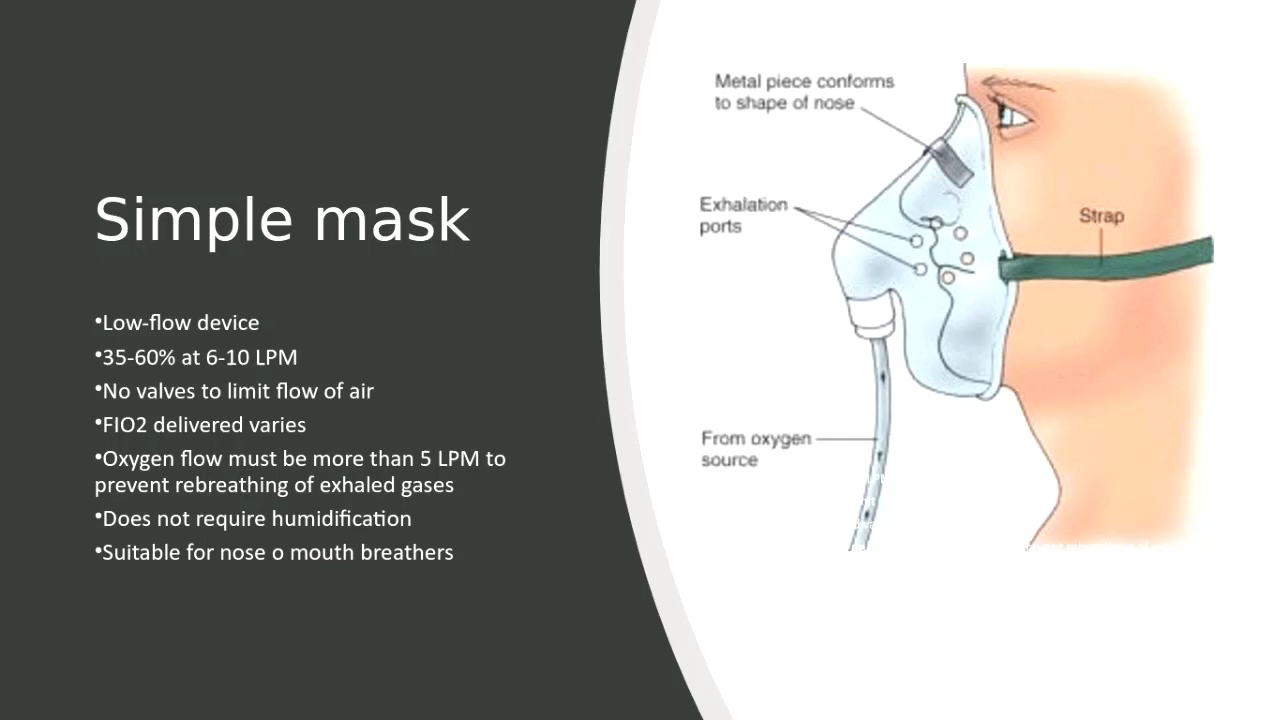 Simple mask
•Low-flow device
•35-60% at 6-10 LPM
•No valves to limit flow of air
•FIO2 delivered varies
•Oxygen flow must be more than 5 LPM to
prevent rebreathing of exhaled gases
•Does not require humidification
•Suitable for nose o mouth breathers
Metal piece conforms
to shape of nose
Exhalation
ports
Strap
From oxygen
source